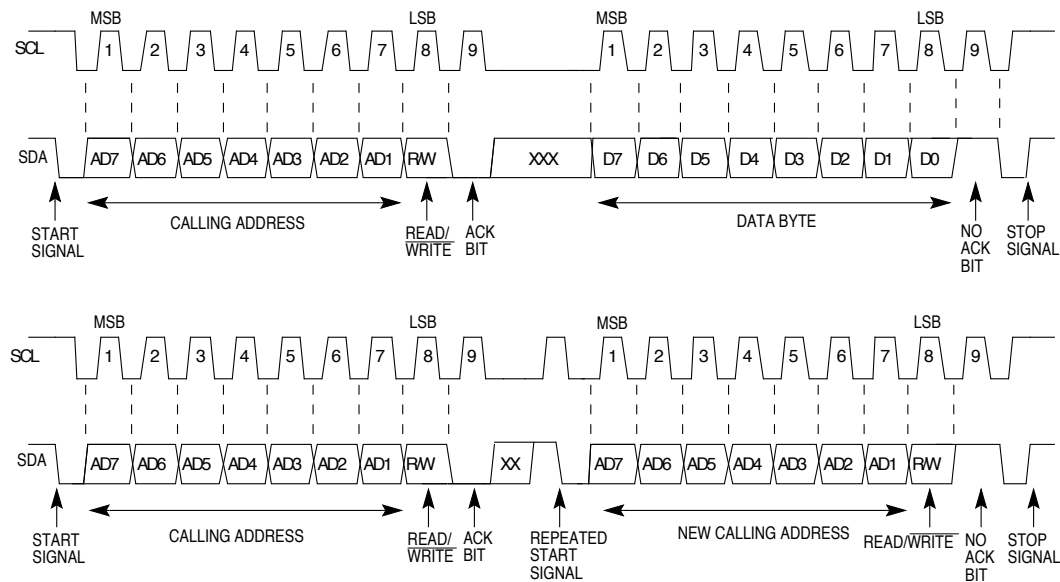 MSB LSB MSB LSB
SCL 1 2 3 4 5 6 7 8 9 1 2 3 4 5 6 7 8 9
SDA AD7 AD6 AD5 AD4 AD3 AD2 AD1 RW XXX D7 D6 D5 D4 D3 D2 D1 D0
START SIGNAL
CALLING ADDRESS
READ/
WRITE
ACK
BIT
DATA BYTE
NO
ACK
BIT
STOP
SIGNAL
MSB LSB MSB LSB
SCL 1 2 3 4 5 6 7 8 9 1 2 3 4 5 6 7 8 9
SDA AD7 AD6 AD5 AD4 AD3 AD2 AD1 RW XX AD7 AD6 AD5 AD4 AD3 AD2 AD1 RW
START
SIGNAL
CALLING ADDRESS
READ/
WRITE
ACK
BIT
REPEATED
START
SIGNAL
NEW CALLING ADDRESS
READ/WRITE
NO
ACK
BIT
STOP
SIGNAL